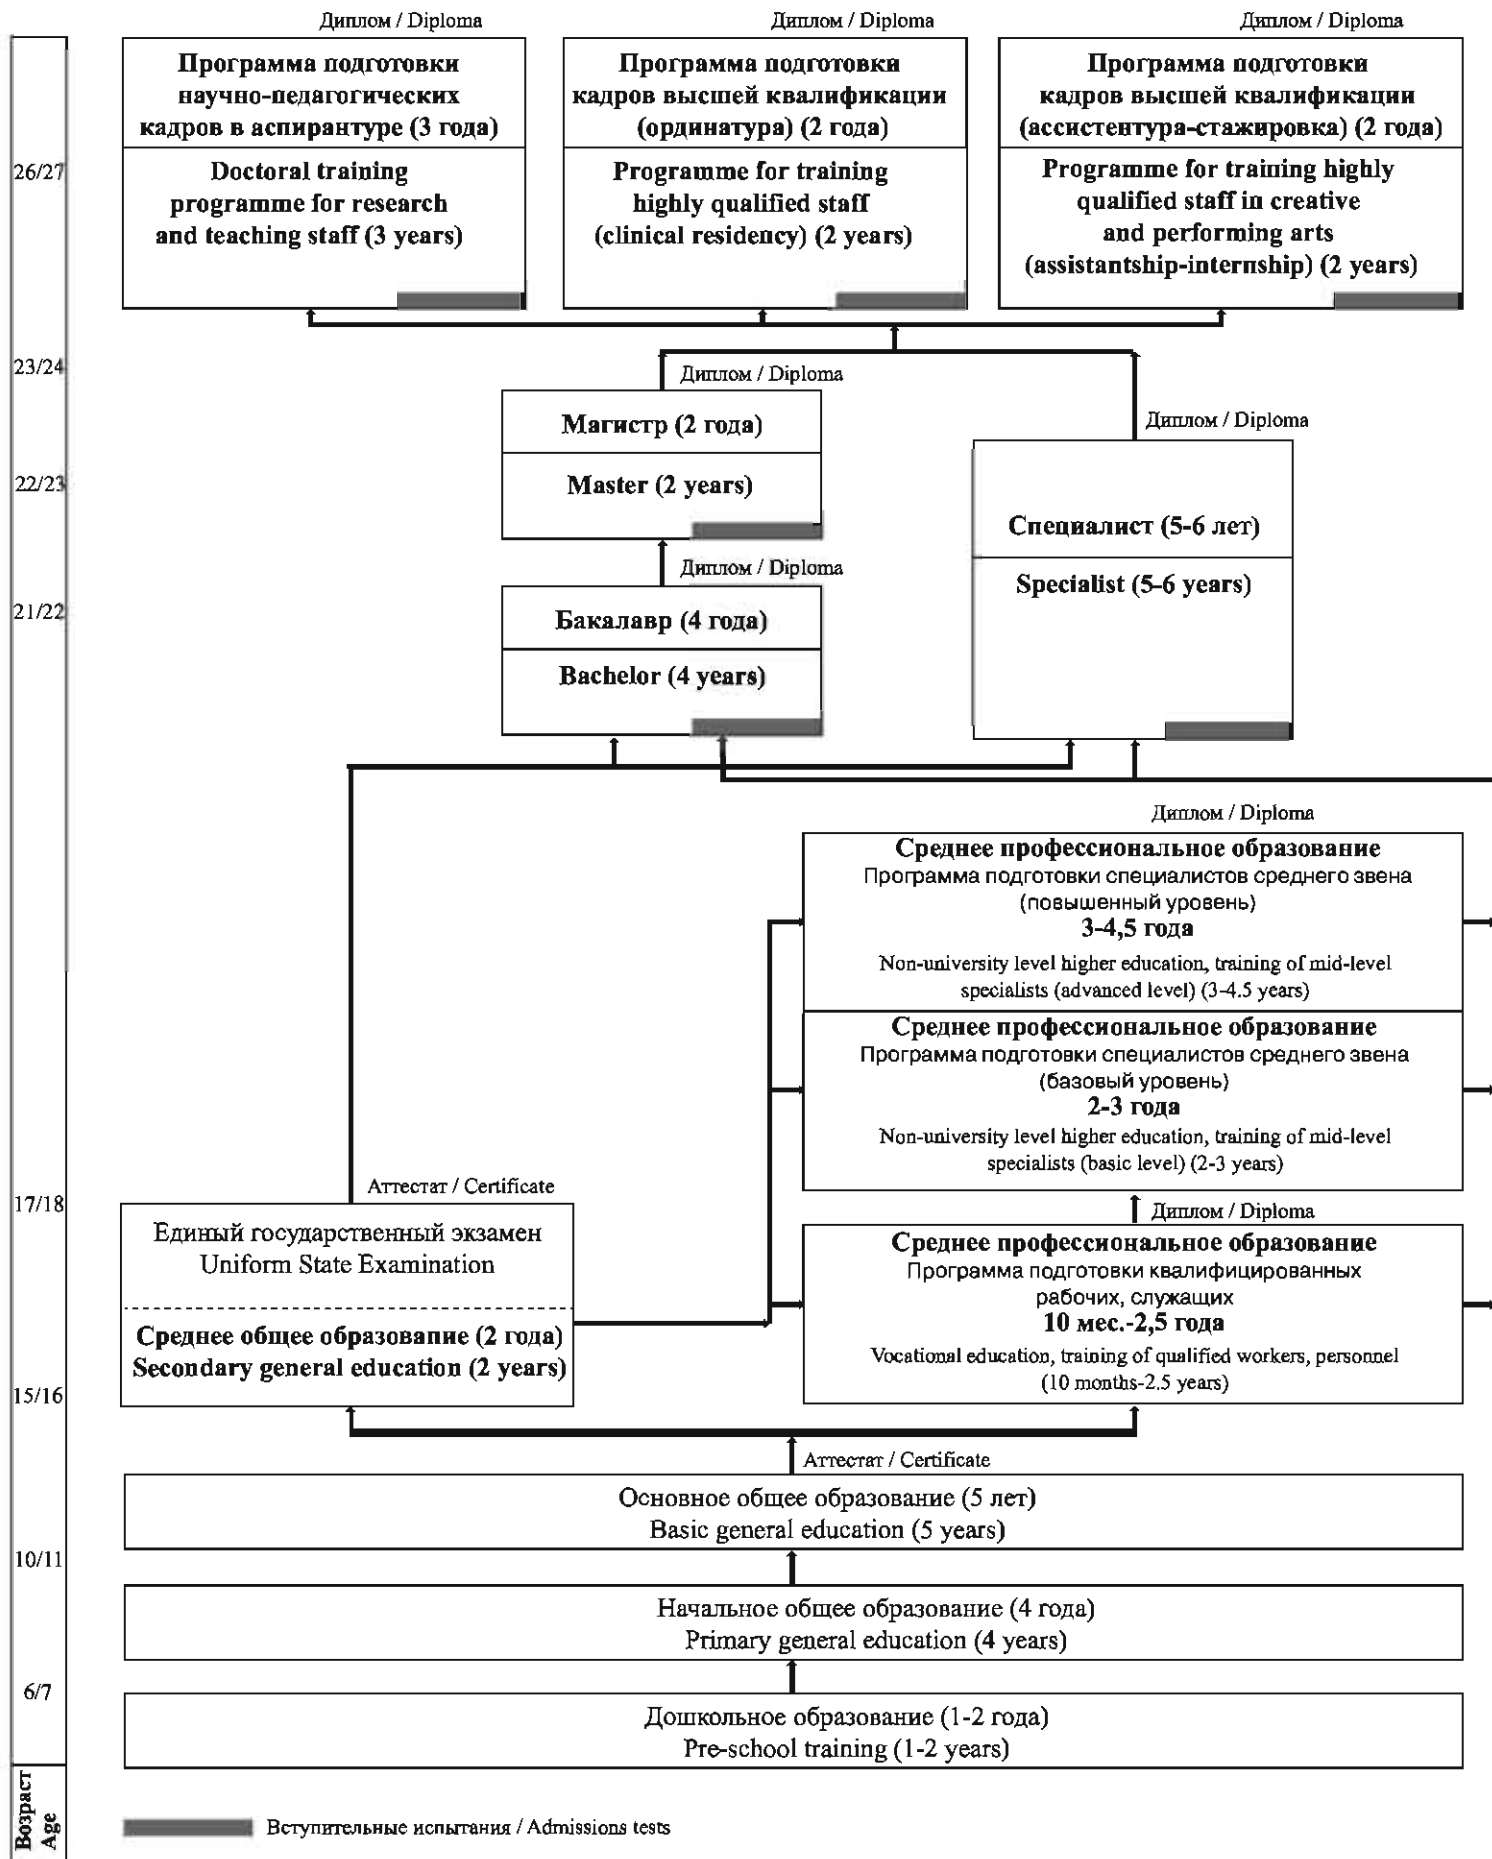 Диплом / Diploma
Программа подготовки
научно-педагогических
кадров в аспирантуре (3 года)
Doctoral training
programme for research
and teaching staff (3 years)
Диплом / Diploma
Программа подготовки
кадров высшей квалификации
(ординатура) (2 года)
Programme for training
highly qualified staff
(clinical residency) (2 years)
Диплом / Diploma
Программа подготовки
кадров высшей квалификации
(ассистентура-стажировка) (2 года)
Programme for training highly
qualified staff in creative
and performing arts
(assistantship-internship) (2 years)
26/27
23/24
Диплом / Diploma
Магистр (2 года)
Master (2 years)
22/23
Диплом / Diploma
Специалист (5-6 лет)
Specialist (5-6 years)
Диплом / Diploma
Бакалавр (4 года)
Bachelor (4 years)
21/22
Диплом / Diploma
Среднее профессиональное образование
Программа подготовки специалистов среднего звена
(повышенный уровень)
3-4,5 года
Non-university level higher education, training of mid-level
specialists (advanced level) (3-4.5 years)
Среднее профессиональное образование
Программа подготовки специалистов среднего звена
(базовый уровень)
2-3 года
Non-university level higher education, training of mid-level
specialists (basic level) (2-3 years)
17/18
Аттестат / Certificate
Единый государственный экзамен
Uniform State Examination
Среднее общее образование (2 года)
Secondary general education (2 years)
Диплом / Diploma
Среднее профессиональное образование
Программа подготовки квалифицированных
рабочих, служащих
10 мес.-2,5 года
Vocational education, training of qualified workers, personnel
(10 months-2.5 years)
15/16
Аттестат / Certificate
Основное общее образование (5 лет)
Basic general education (5 years)
10/11
Начальное общее образование (4 года)
Primary general education (4 years)
6/7
Дошкольное образование (1-2 года)
Pre-school training (1-2 years)
Возраст
Age
Вступительные испытания / Admissions tests